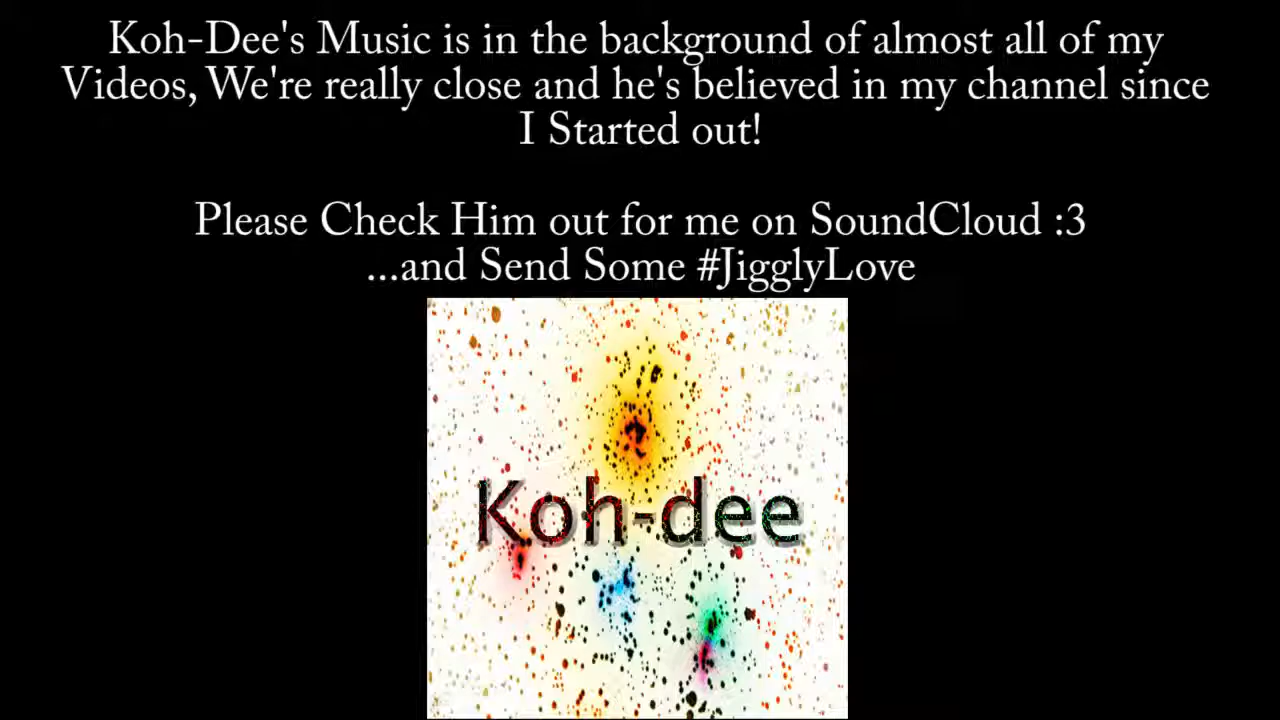 Koh-Dee's Music is in the background of almost all of my
Videos, We're really close and he's believed in my channel since
I Started out!
Please Check Him out for me on SoundCloud :3
...and Send Some #JigglyLove
Koh-dee